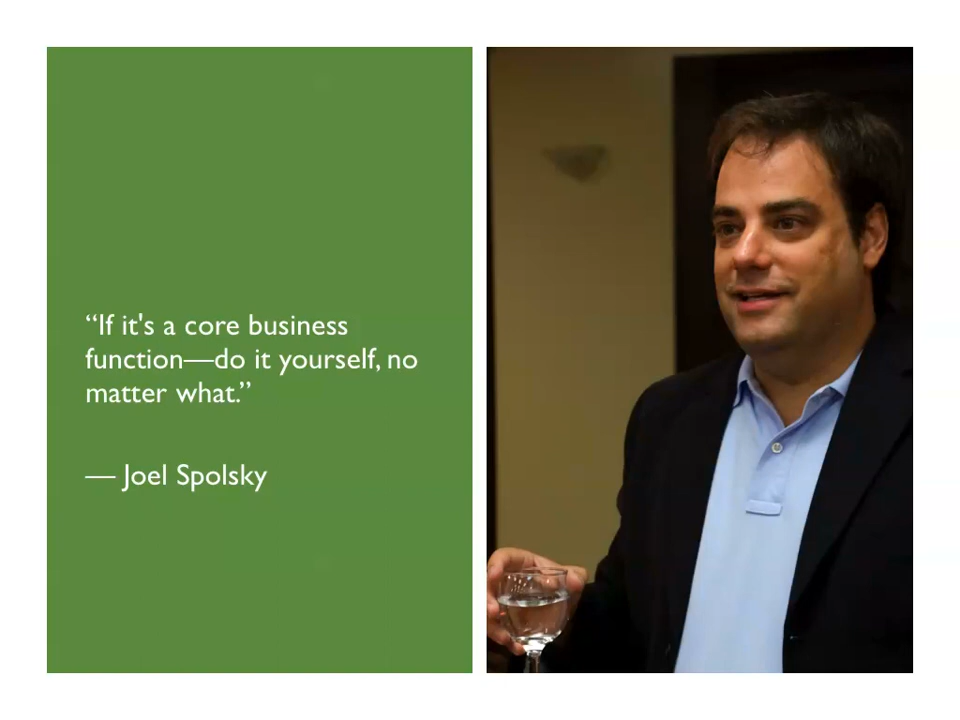 “If it's a core business
function—do it yourself, no
matter what.”
— Joel Spolsky